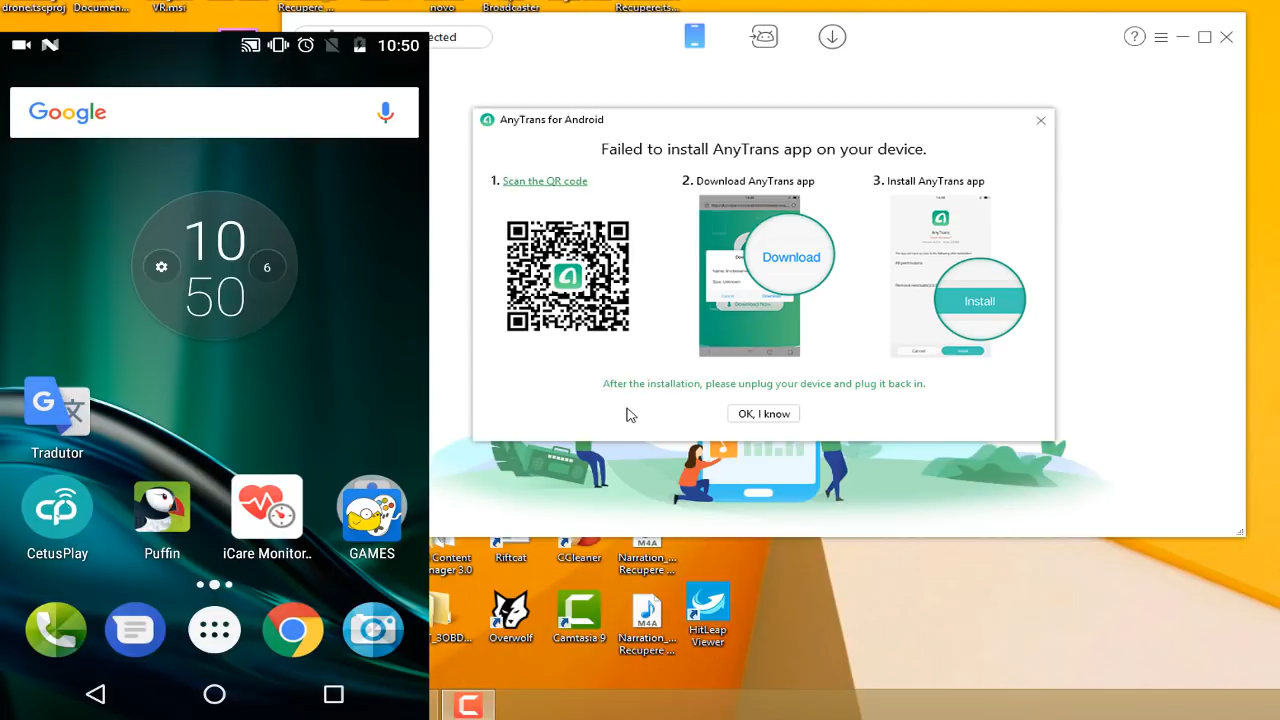 drone.tscproj
Documen...
VR.msi
Recupere ...
novo
Broadcaster
Recupere.ts...
ected
10:50
Google
10
50
6
Tradutor
CetusPlay
Puffin
iCare Monitor..
GAMES
AnyTrans for Android
Failed to install AnyTrans app on your device.
1. Scan the QR code
2. Download AnyTrans app
3. Install AnyTrans app
Download
Install
After the installation, please unplug your device and plug it back in.
OK, I know
Content
nager 3.0
Riftcat
CCleaner
Narration_...
Recupere ...
M4A
Overwolf
Camtasia 9
Narration_...
Recupere ...
M4A
HitLeap
Viewer